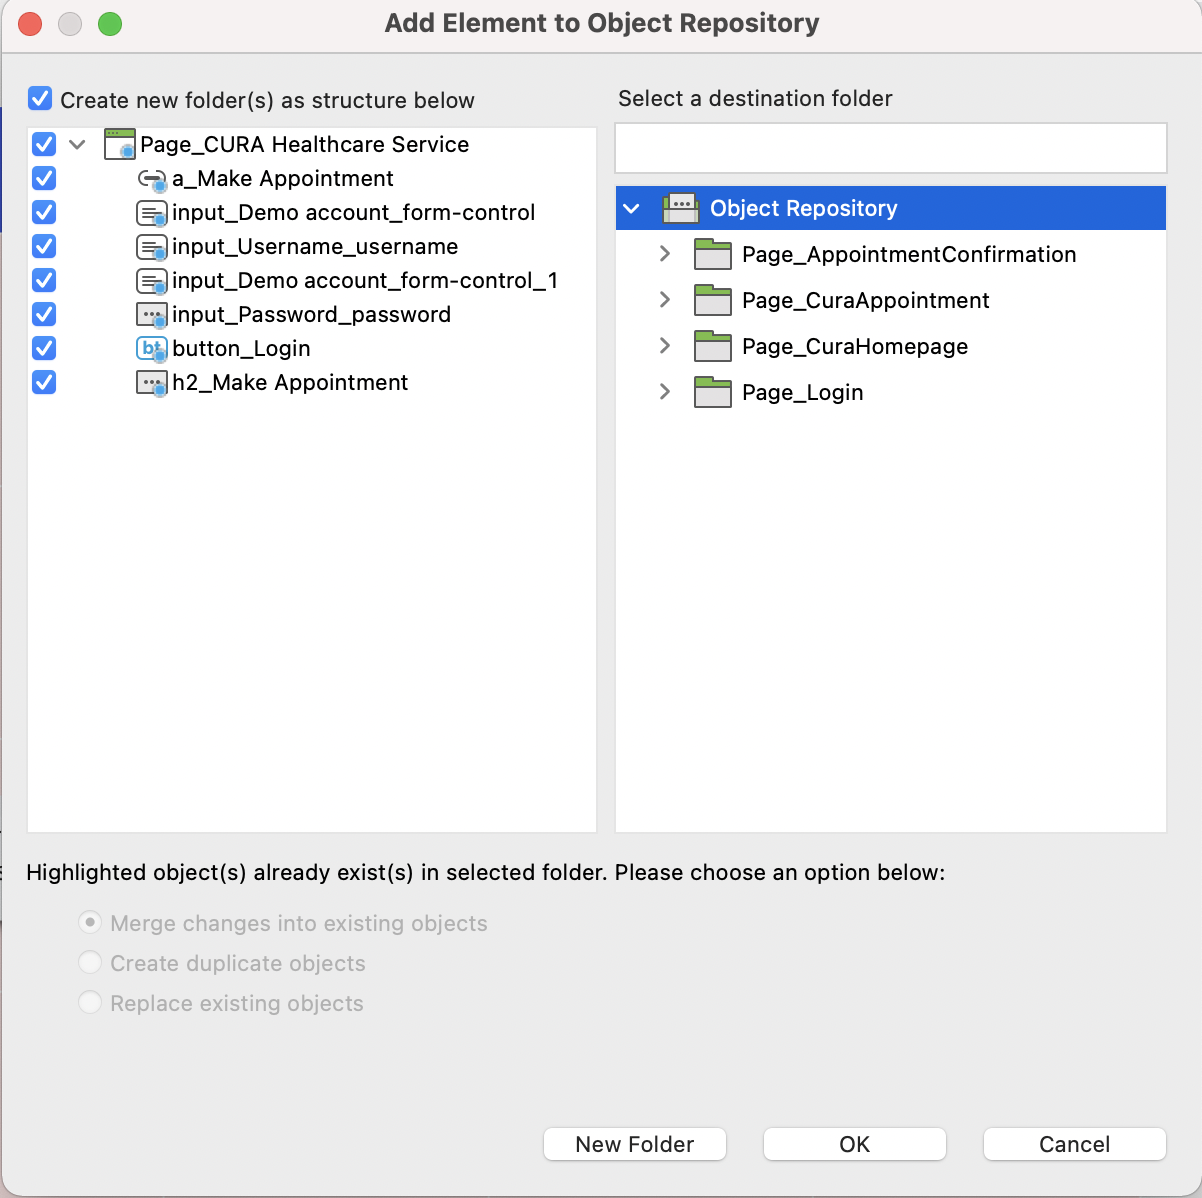 Add Element to Object Repository
Create new folder(s) as structure below
Page_CURA Healthcare Service
a_Make Appointment
input_Demo account_form-control
input_Username_username
input_Demo account_form-control_1
input_Password_password
bt
button_Login
h2_Make Appointment
Select a destination folder
Object Repository
Page_AppointmentConfirmation
Page_CuraAppointment
Page_CuraHomepage
Page_Login
Highlighted object(s) already exist(s) in selected folder. Please choose an option below:
Merge changes into existing objects
Create duplicate objects
Replace existing objects
New Folder
OK
Cancel